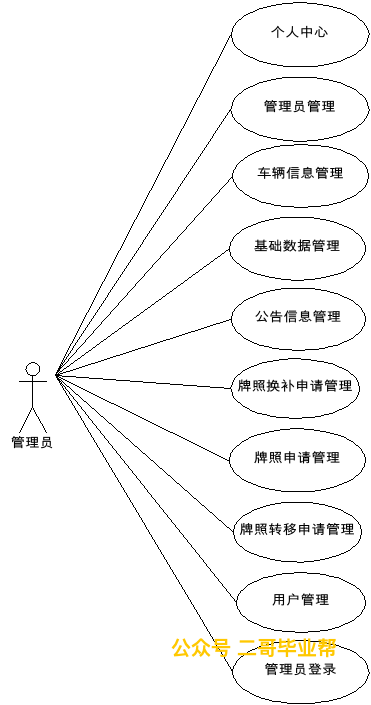 个人中心
管理员管理
车辆信息管理
基础数据管理
公告信息管理
牌照换补申请管理
管理员
牌照申请管理
牌照转移申请管理
用户管理
公众号 二哥毕业帮
管理员登录